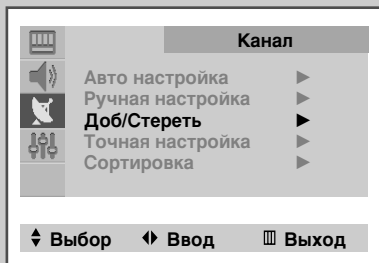 Канал
Авто настройка ▶
Ручная настройка ▶
Доб/Стереть ▶
Точная настройка ▶
Сортировка ▶
Выбор Ввод Выход